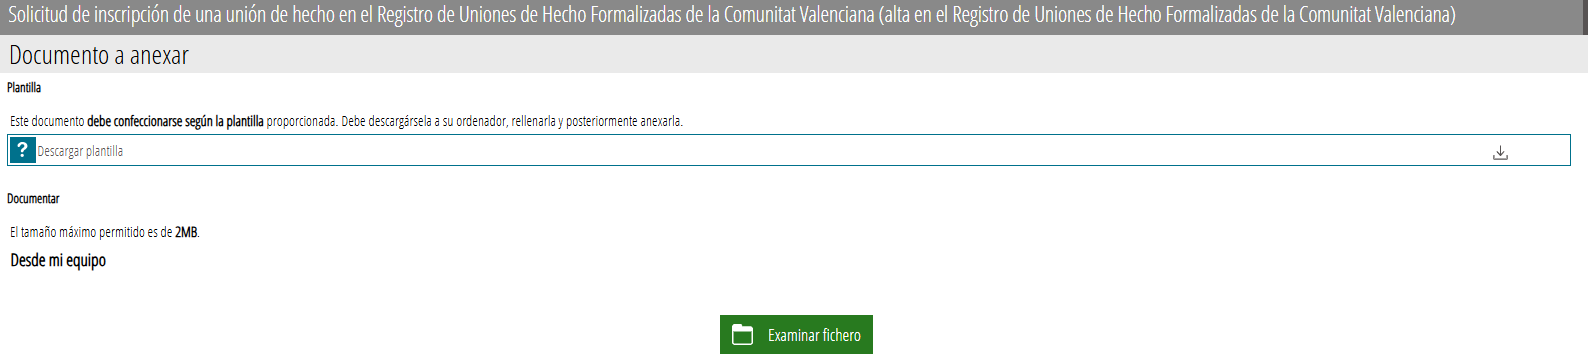 Solicitud de inscripción de una unión de hecho en el Registro de Uniones de Hecho Formalizadas de la Comunitat Valenciana (alta en el Registro de Uniones de Hecho Formalizadas de la Comunitat Valenciana)
Documento a anexar
Plantilla
Este documento debe confeccionarse según la plantilla proporcionada. Debe descargársela a su ordenador, rellenarla y posteriormente anexarla.
? Descargar plantilla
Documentar
El tamaño máximo permitido es de 2MB.
Desde mi equipo
Examinar fichero